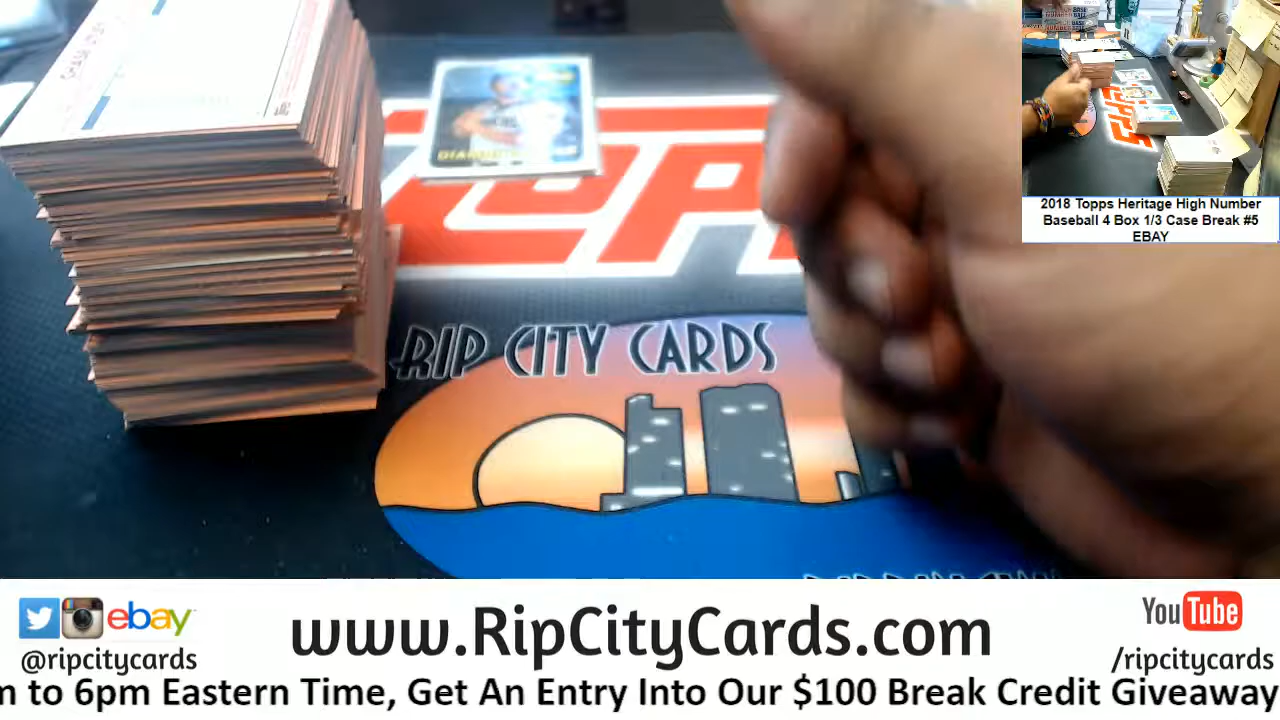 2018 Topps Heritage High Number
Baseball 4 Box 1/3 Case Break #5
EBAY
RIP CITY CARDS
ebay
YouTube
www.RipCityCards.com
@ripcitycards
/ripcitycards
to 6pm Eastern Time, Get An Entry Into Our $100 Break Credit Giveaway